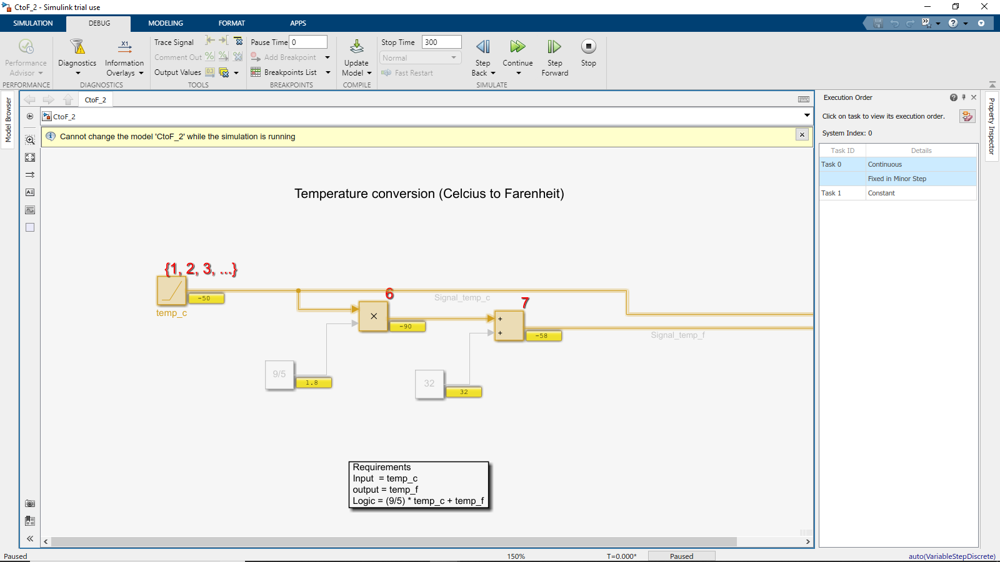 CtoF_2 - Simulink trial use
SIMULATION DEBUG MODELING FORMAT APPS
Performance Advisor
PERFORMANCE
Diagnostics
Information Overlays
DIAGNOSTICS
Trace Signal
Comment Out
Output Values
TOOLS
Pause Time 0
Add Breakpoint
Breakpoints List
BREAKPOINTS
Update Model
COMPILE
Stop Time 300
Normal
Fast Restart
Step Back
Continue
Step Forward
Stop
SIMULATE
Model Browser
CtoF_2
CtoF_2
Cannot change the model 'CtoF_2' while the simulation is running
Temperature conversion (Celcius to Farenheit)
{1, 2, 3, ...}
-50
temp_c
6
Signal_temp_c
-90
7
-58
Signal_temp_f
9/5
1.8
32
32
Requirements
Input = temp_c
output = temp_f
Logic = (9/5) * temp_c + temp_f
Execution Order
Click on task to view its execution order.
System Index: 0
Task ID Details
Task 0 Continuous
Fixed in Minor Step
Task 1 Constant
Property Inspector
Paused 150% T=0.000* Paused auto(VariableStepDiscrete)